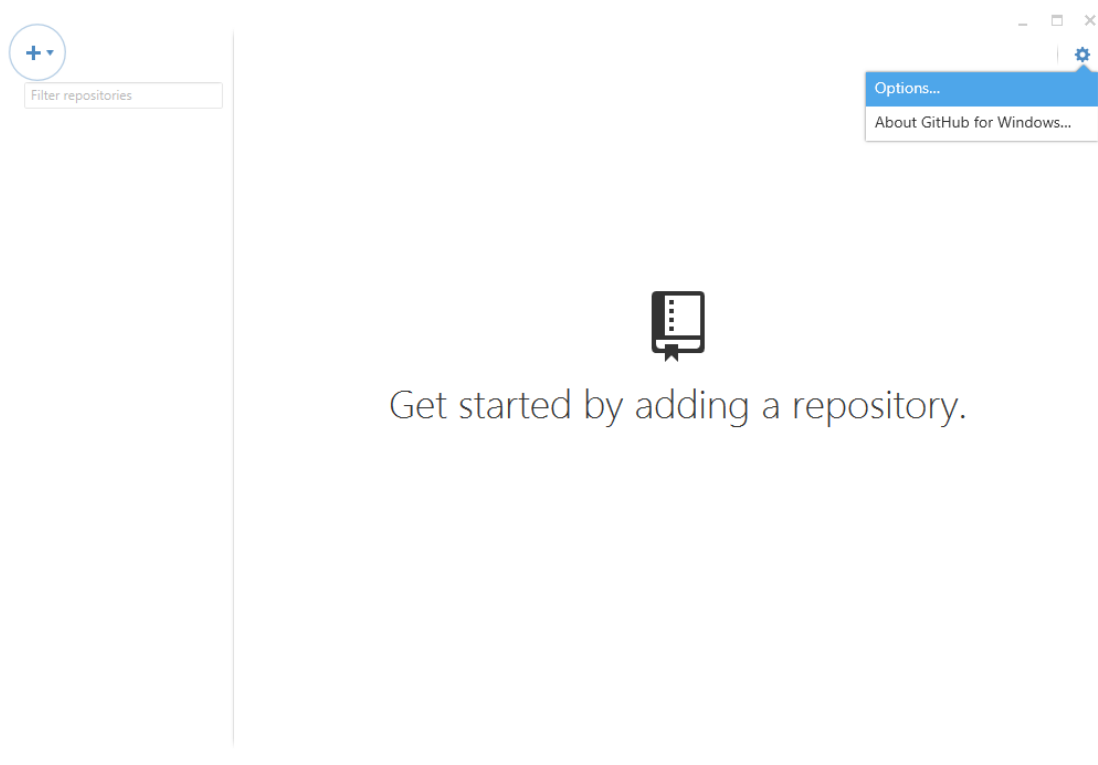 Filter repositories
Options...
About GitHub for Windows...
Get started by adding a repository.